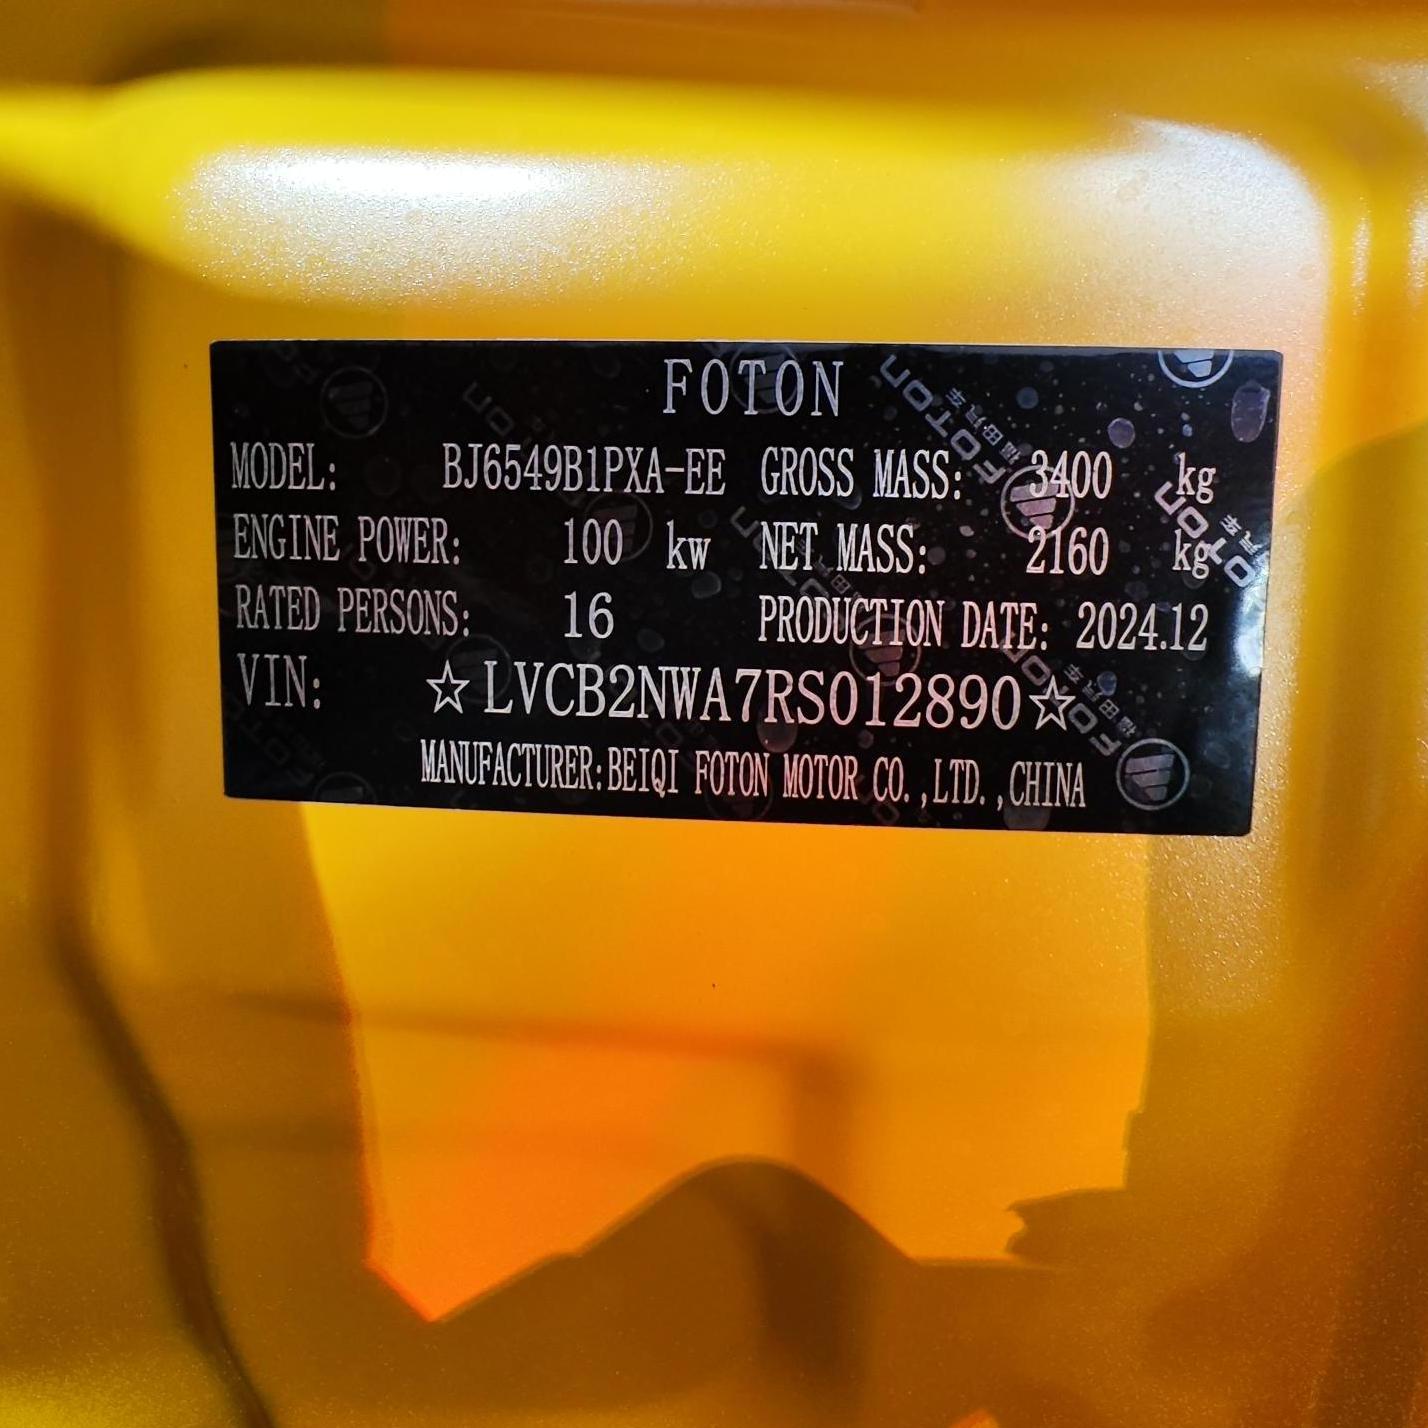 FOTON
MODEL: BJ6549B1PXA-EE GROSS MASS: 3400 kg
ENGINE POWER: 100 kw NET MASS: 2160 kg
RATED PERSONS: 16 PRODUCTION DATE: 2024.12
VIN: ☆LVCB2NWA7RS012890☆
MANUFACTURER:BEIQI FOTON MOTOR CO.,LTD.,CHINA